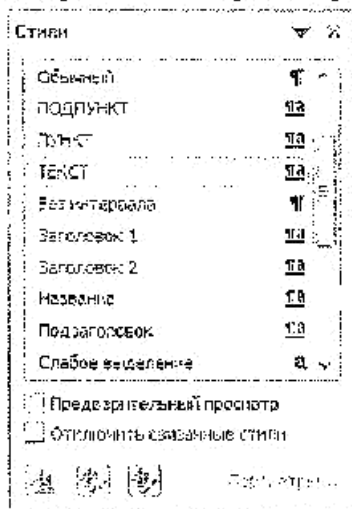 Стили
Обычный ¶
ПОДПУНКТ ¶a
ПУНКТ ¶a
ТЕКСТ ¶a
Без интервала ¶
Заголовок 1 ¶a
Заголовок 2 ¶a
Название ¶a
Подзаголовок ¶a
Слабое выделение a
Предварительный просмотр
Отключить связанные стили
Параметры...